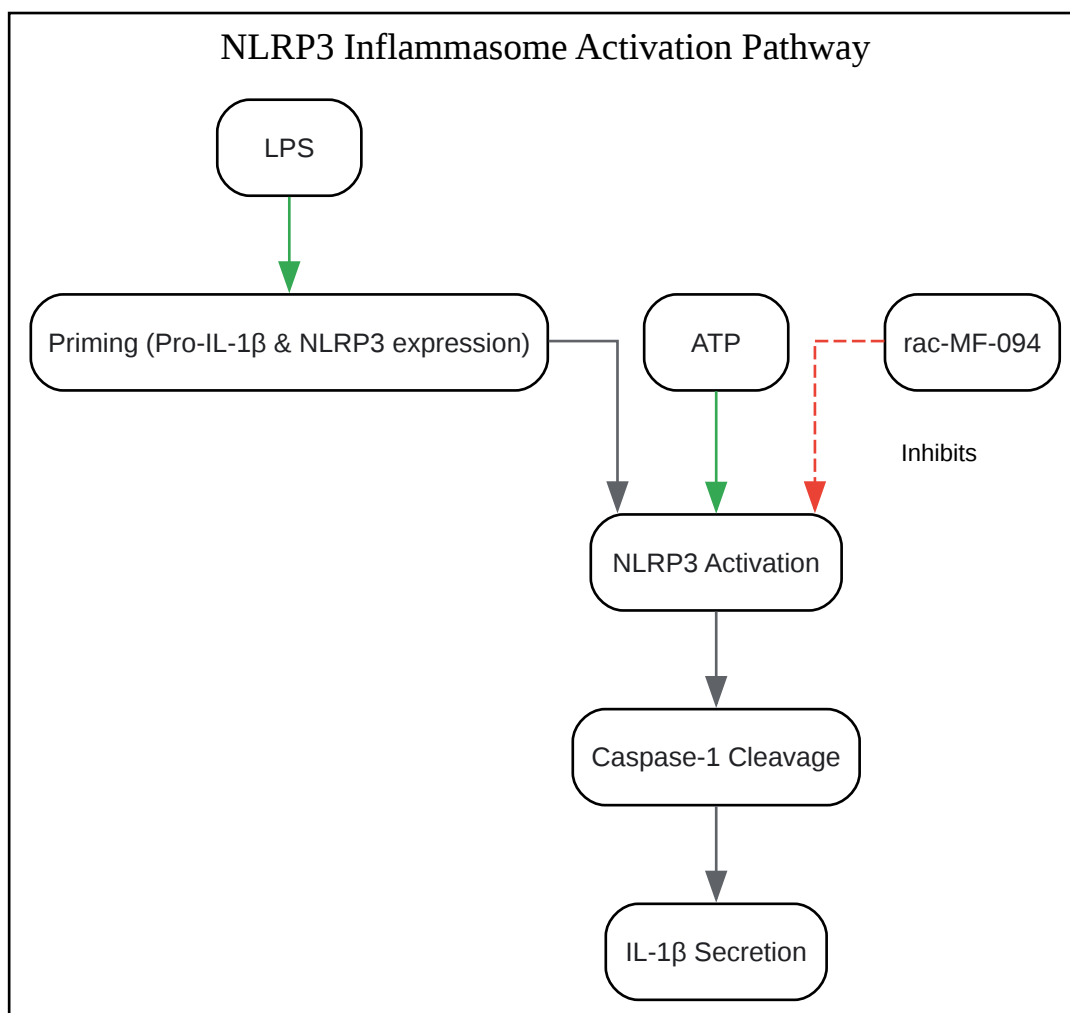 NLRP3 Inflammasome Activation Pathway
LPS
Priming (Pro-IL-1β & NLRP3 expression)
ATP
rac-MF-094
Inhibits
NLRP3 Activation
Caspase-1 Cleavage
IL-1β Secretion